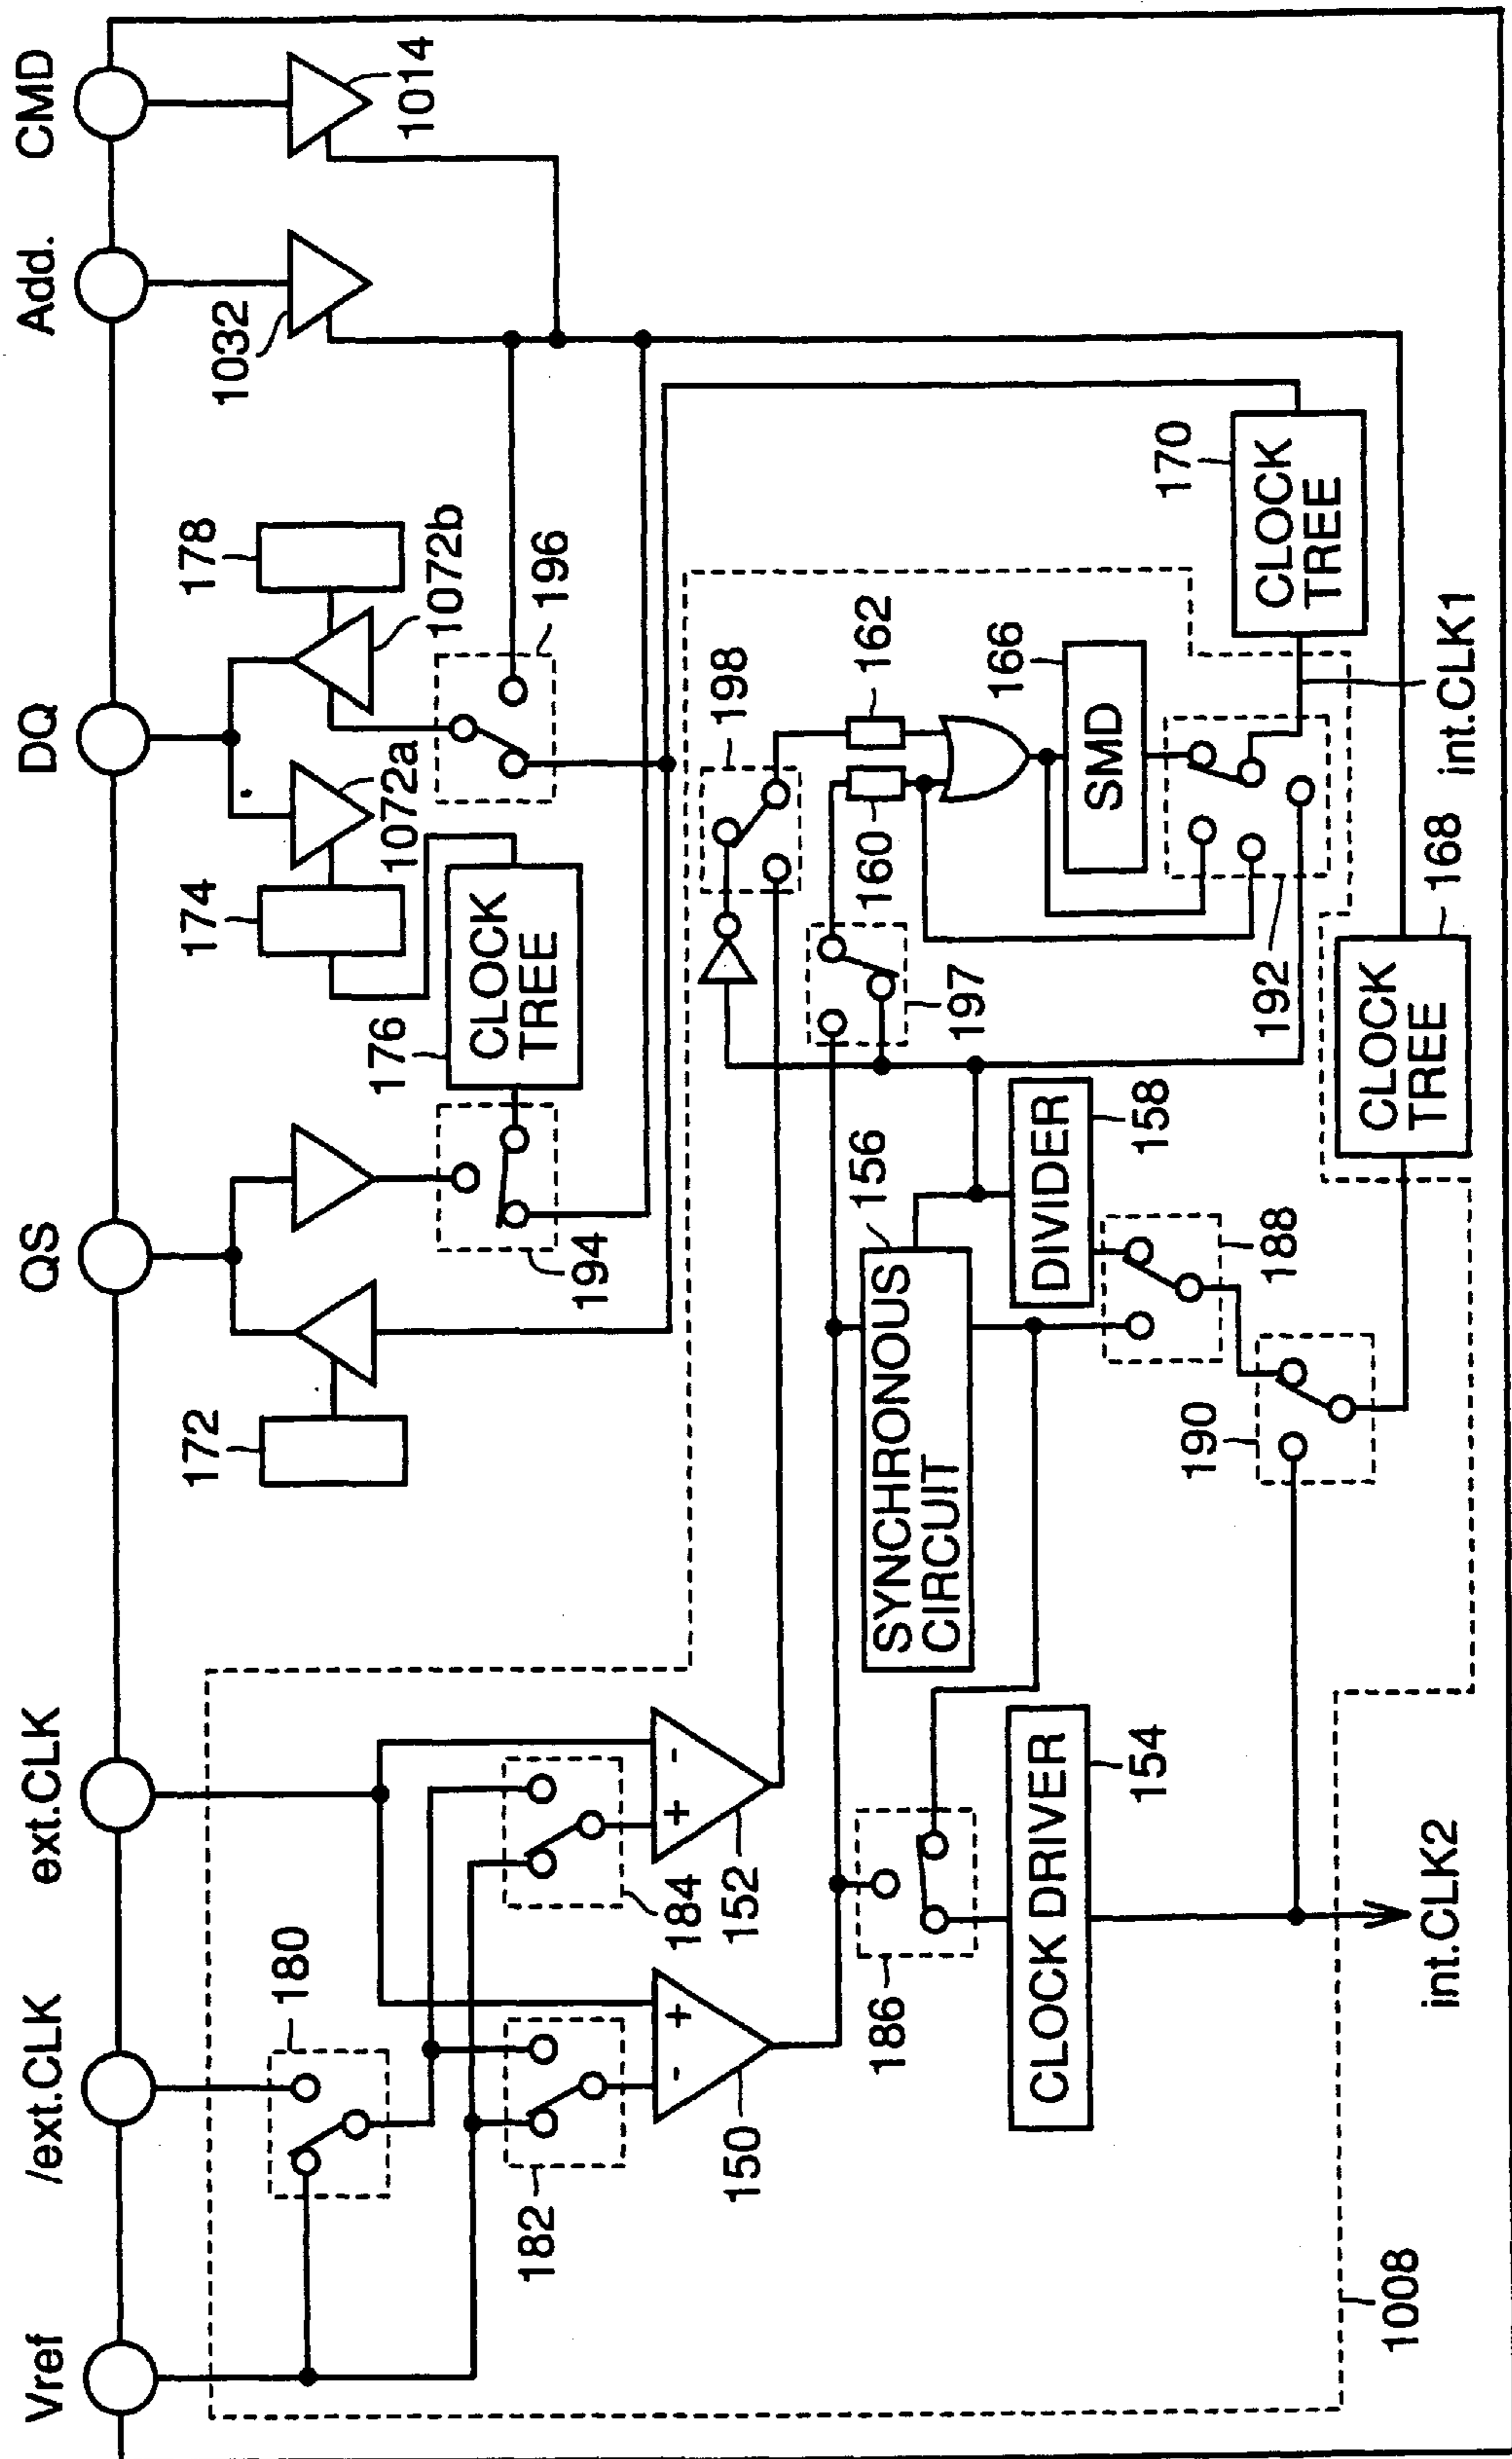 Vref
/ext.CLK
ext.CLK
QS
DQ
Add.
CMD
180
172
174
178
1032
1014
176
CLOCK
TREE
1072a
1072b
182
184
194
196
150
152
198
186
156
197
160
162
SYNCHRONOUS
CIRCUIT
166
SMD
CLOCK DRIVER
154
DIVIDER
158
170
CLOCK
TREE
190
188
192
1008
int.CLK2
CLOCK
TREE
168
int.CLK1
+
-
-
+